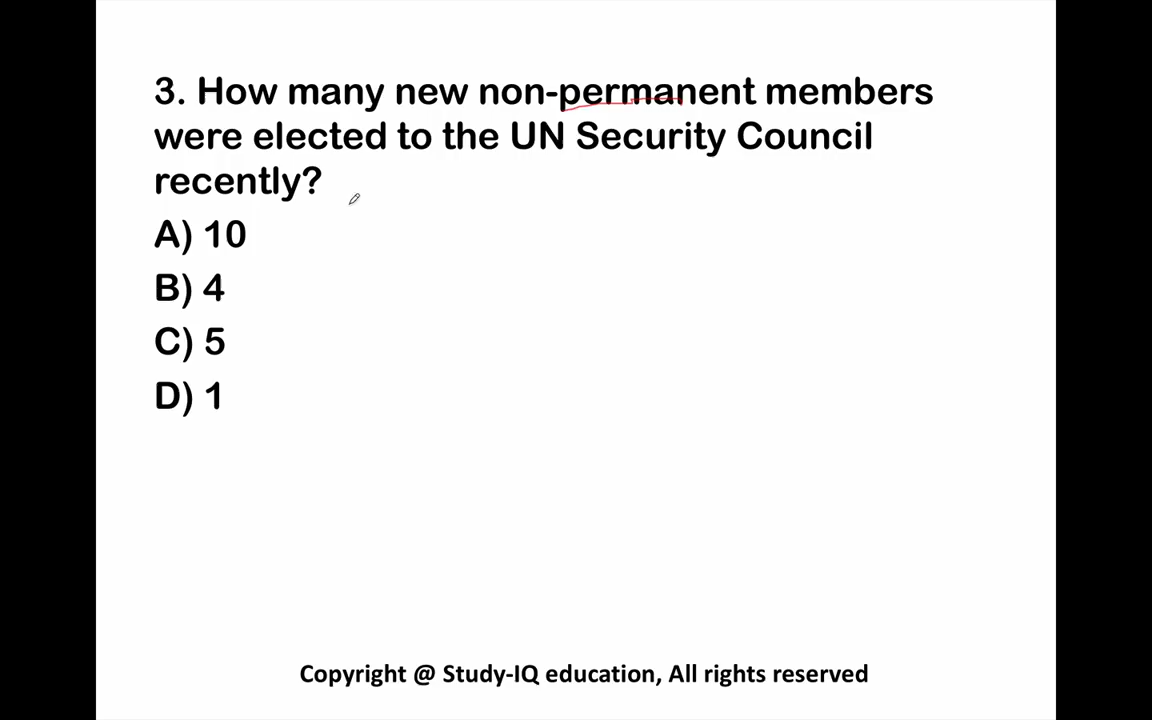 3. How many new non-permanent members
were elected to the UN Security Council
recently?
A) 10
B) 4
C) 5
D) 1
Copyright @ Study-IQ education, All rights reserved